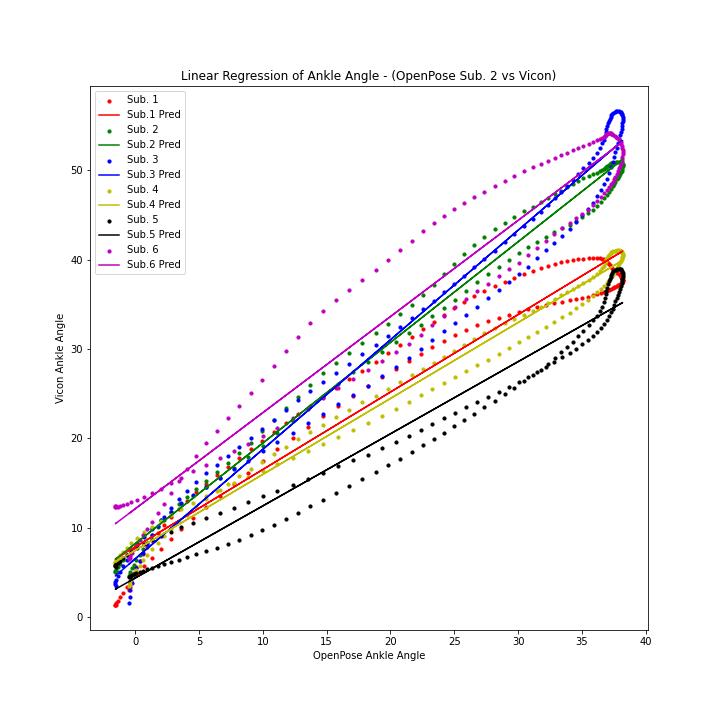 Linear Regression of Ankle Angle - (OpenPose Sub. 2 vs Vicon)
Sub. 1
Sub.1 Pred
Sub. 2
Sub.2 Pred
Sub. 3
Sub.3 Pred
Sub. 4
Sub.4 Pred
Sub. 5
Sub.5 Pred
Sub. 6
Sub.6 Pred
Vicon Ankle Angle
50
40
30
20
10
0
0 5 10 15 20 25 30 35 40
OpenPose Ankle Angle